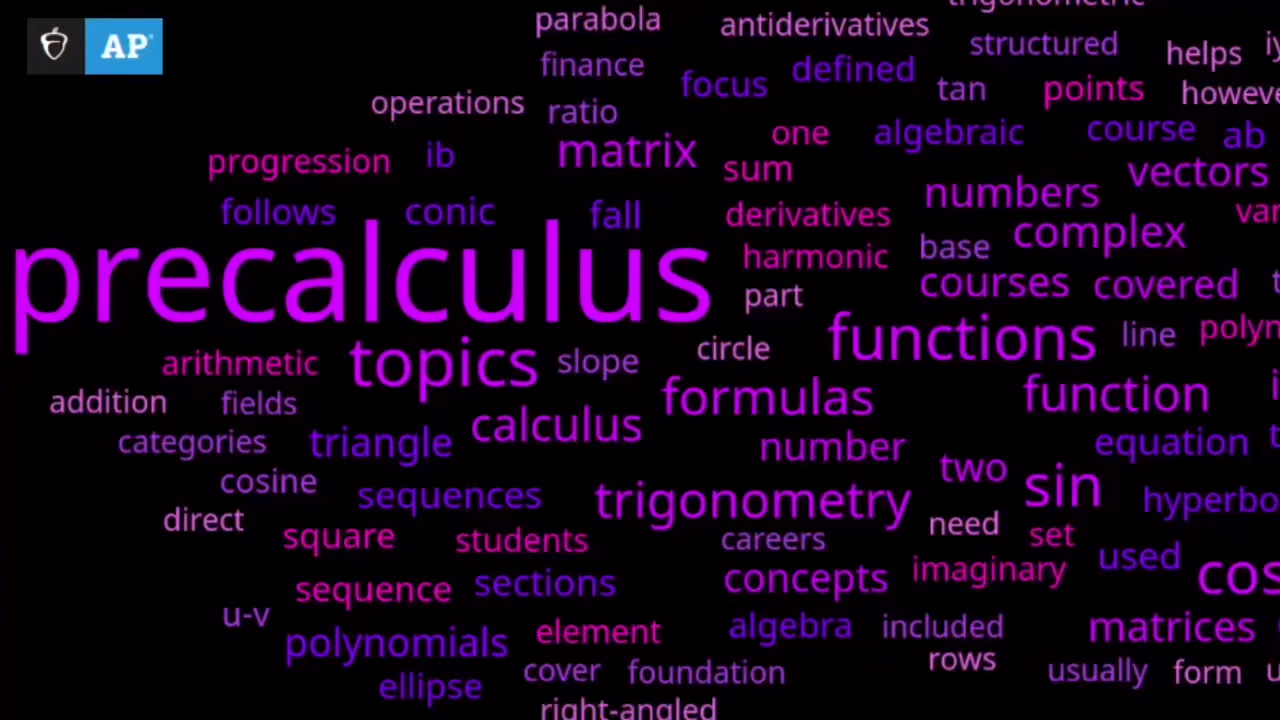 AP
parabola antiderivatives trigonometric
finance focus defined structured helps
operations ratio tan points
progression ib matrix one algebraic course ab
sum numbers vectors
follows conic fall derivatives complex
precalculus harmonic base courses covered
part
arithmetic topics slope circle functions line
addition fields formulas function
categories triangle calculus number equation
cosine sequences trigonometry two sin
direct square students careers need set used
sequence sections concepts imaginary
u-v polynomials element algebra included matrices
ellipse cover foundation rows usually form
right-angled